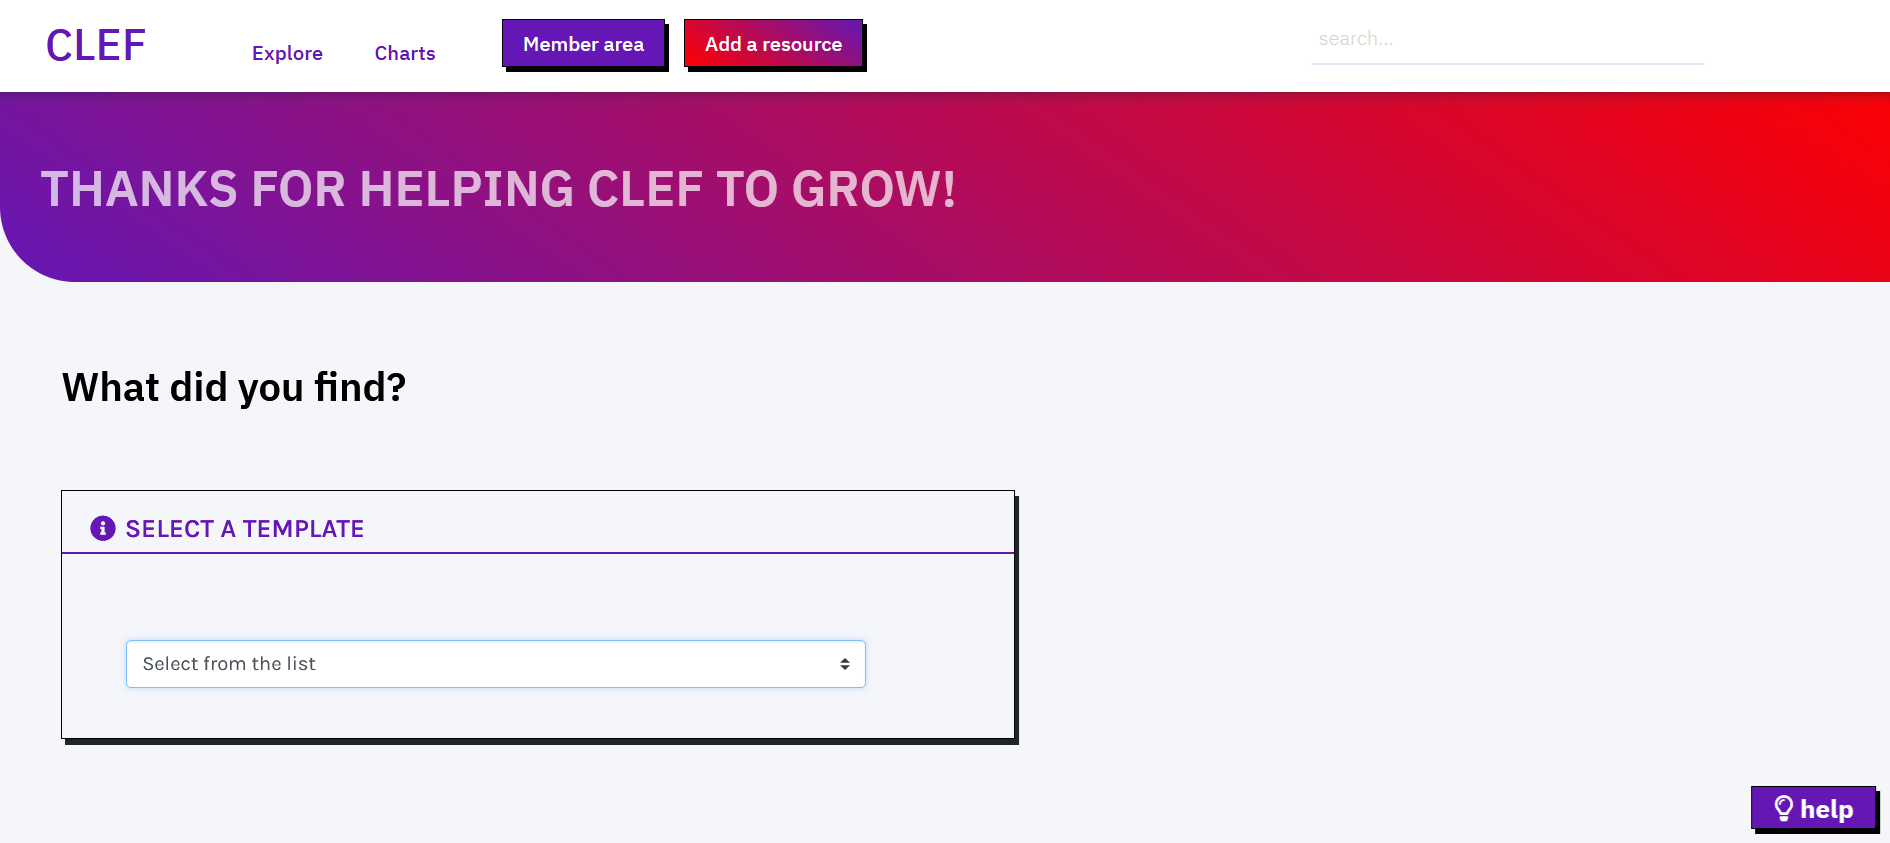 CLEF
Explore
Charts
Member area
Add a resource
search...
THANKS FOR HELPING CLEF TO GROW!
What did you find?
SELECT A TEMPLATE
Select from the list
help